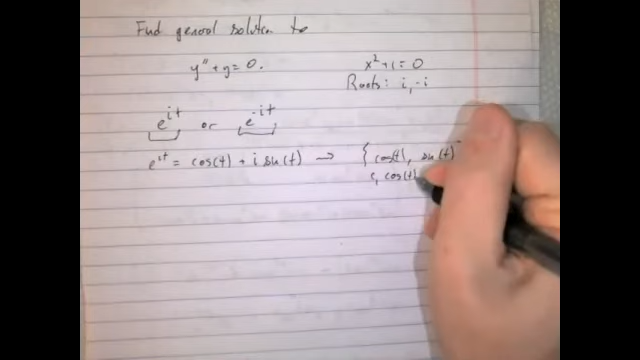 Find general solution to
y'' + y = 0. x² + 1 = 0
Roots: i, -i
e^{it} or e^{-it}
e^{it} = cos(t) + i sin(t) → { cos(t), sin(t)
c₁ cos(t)